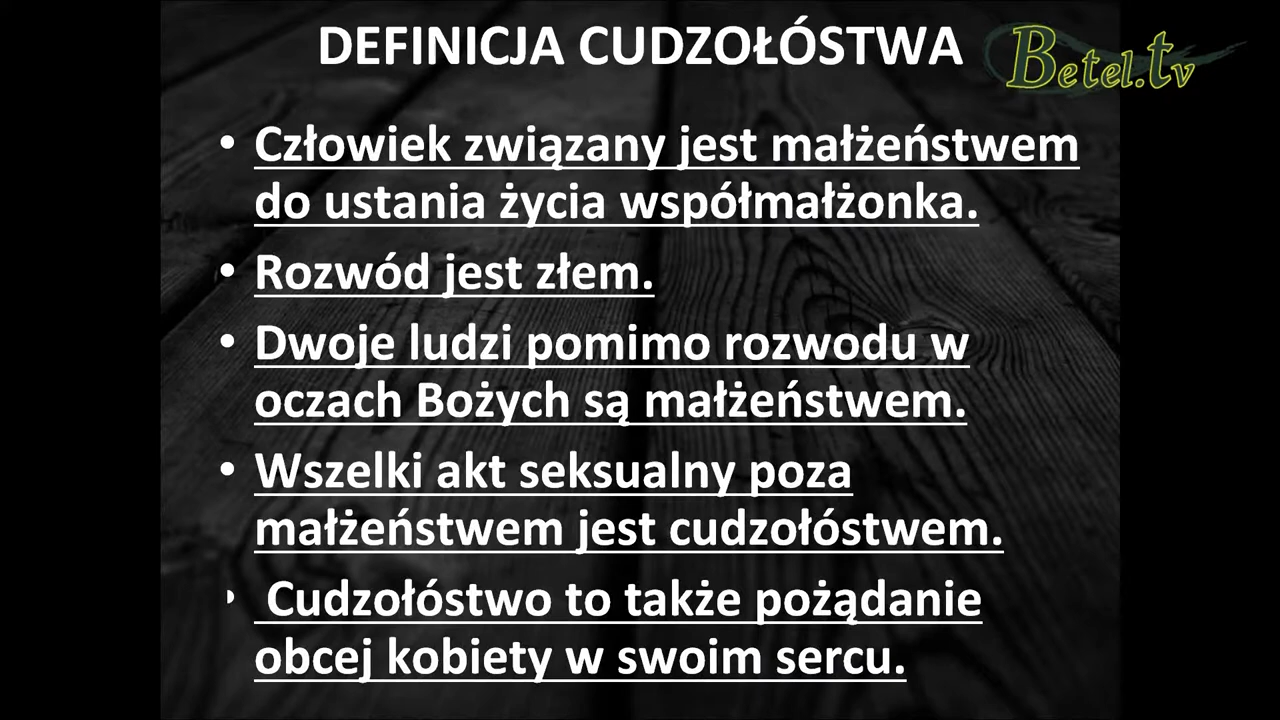 DEFINICJA CUDZOŁÓSTWA
Betel.tv
• Człowiek związany jest małżeństwem
do ustania życia współmałżonka.
• Rozwód jest złem.
• Dwoje ludzi pomimo rozwodu w
oczach Bożych są małżeństwem.
• Wszelki akt seksualny poza
małżeństwem jest cudzołóstwem.
• Cudzołóstwo to także pożądanie
obcej kobiety w swoim sercu.